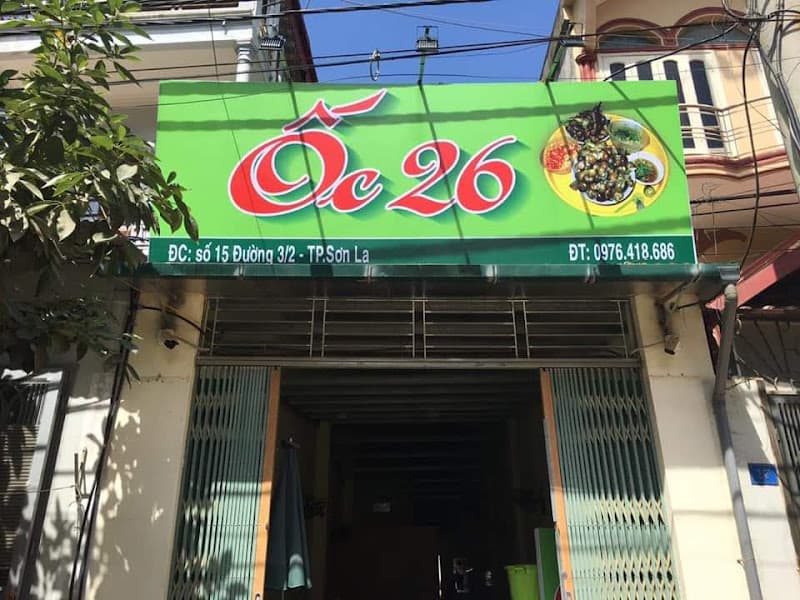 Ốc 26
ĐC: số 15 Đường 3/2 - TP.Sơn La
ĐT: 0976.418.686